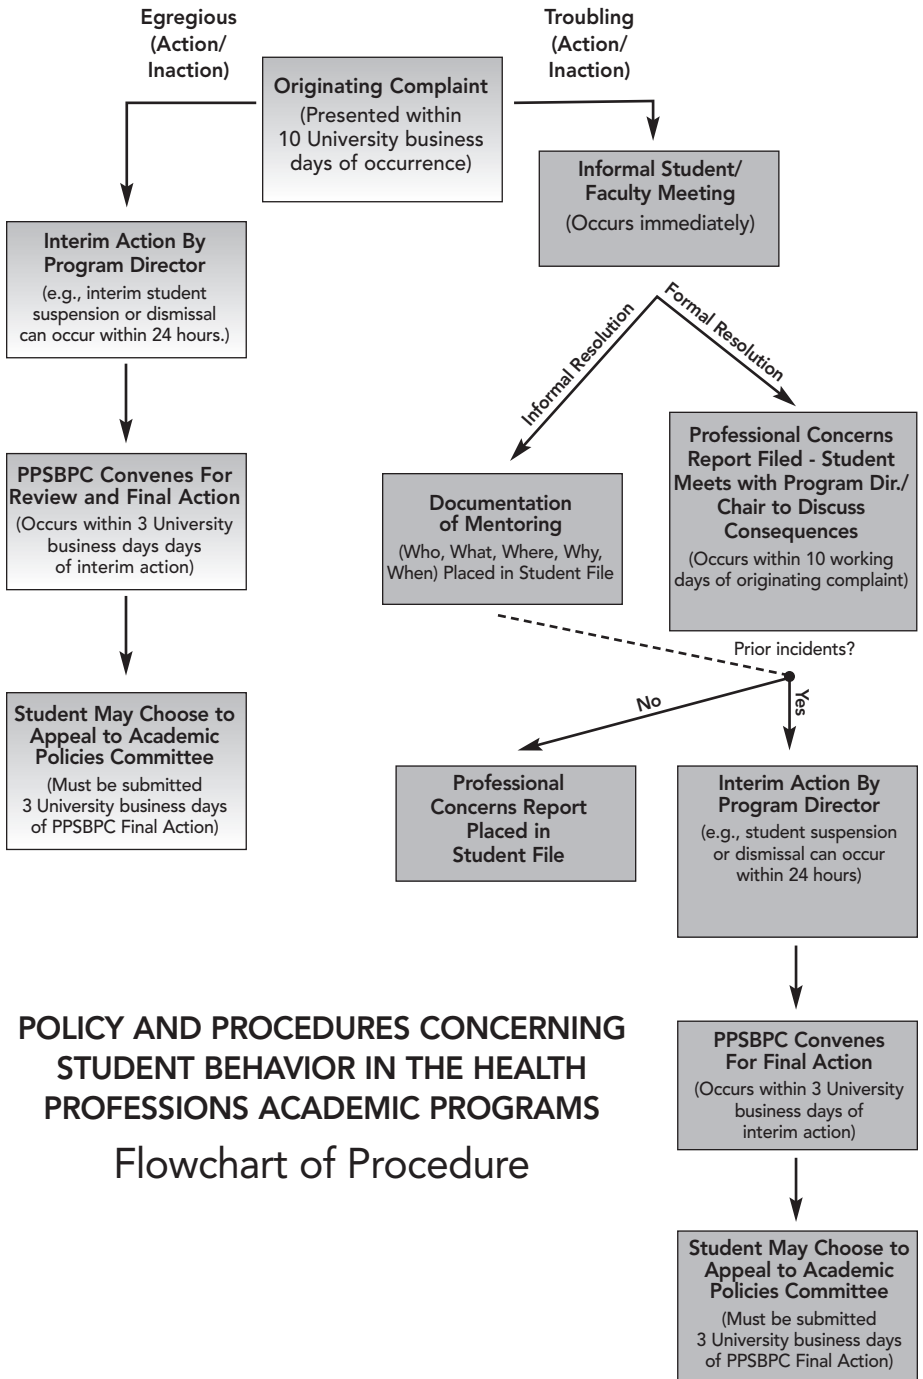 Egregious
(Action/
Inaction)
Troubling
(Action/
Inaction)
Originating Complaint
(Presented within
10 University business
days of occurrence)
Informal Student/
Faculty Meeting
(Occurs immediately)
Interim Action By
Program Director
(e.g., interim student
suspension or dismissal
can occur within 24 hours.)
Informal Resolution
Formal Resolution
PPSBPC Convenes For
Review and Final Action
(Occurs within 3 University
business days days
of interim action)
Documentation
of Mentoring
(Who, What, Where, Why,
When) Placed in Student File
Professional Concerns
Report Filed - Student
Meets with Program Dir./
Chair to Discuss
Consequences
(Occurs within 10 working
days of originating complaint)
Prior incidents?
No
Yes
Student May Choose to
Appeal to Academic
Policies Committee
(Must be submitted
3 University business days
of PPSBPC Final Action)
Professional
Concerns Report
Placed in
Student File
Interim Action By
Program Director
(e.g., student suspension
or dismissal can occur
within 24 hours)
POLICY AND PROCEDURES CONCERNING
STUDENT BEHAVIOR IN THE HEALTH
PROFESSIONS ACADEMIC PROGRAMS
Flowchart of Procedure
PPSBPC Convenes
For Final Action
(Occurs within 3 University
business days of
interim action)
Student May Choose to
Appeal to Academic
Policies Committee
(Must be submitted
3 University business days
of PPSBPC Final Action)